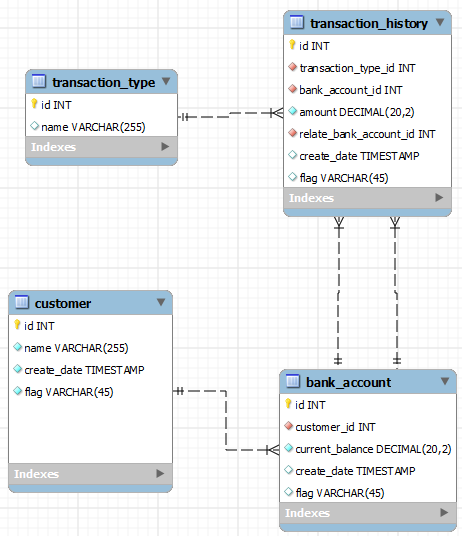 transaction_history
id INT
transaction_type_id INT
bank_account_id INT
amount DECIMAL(20,2)
relate_bank_account_id INT
create_date TIMESTAMP
flag VARCHAR(45)
Indexes
transaction_type
id INT
name VARCHAR(255)
Indexes
customer
id INT
name VARCHAR(255)
create_date TIMESTAMP
flag VARCHAR(45)
Indexes
bank_account
id INT
customer_id INT
current_balance DECIMAL(20,2)
create_date TIMESTAMP
flag VARCHAR(45)
Indexes